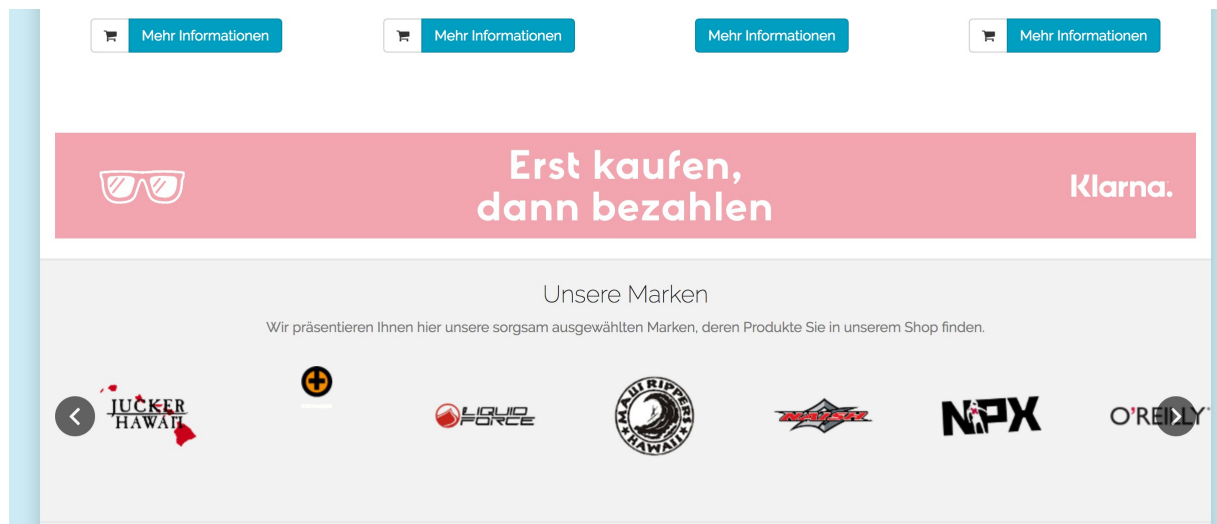 Mehr Informationen
Mehr Informationen
Mehr Informationen
Mehr Informationen
Erst kaufen,
dann bezahlen
Klarna.
Unsere Marken
Wir präsentieren Ihnen hier unsere sorgsam ausgewählten Marken, deren Produkte Sie in unserem Shop finden.
JUCKER
HAWAII
LIQUID
FORCE
MAUI RIPPERS
HAWAII
NAISH
NPX
O'REILLY